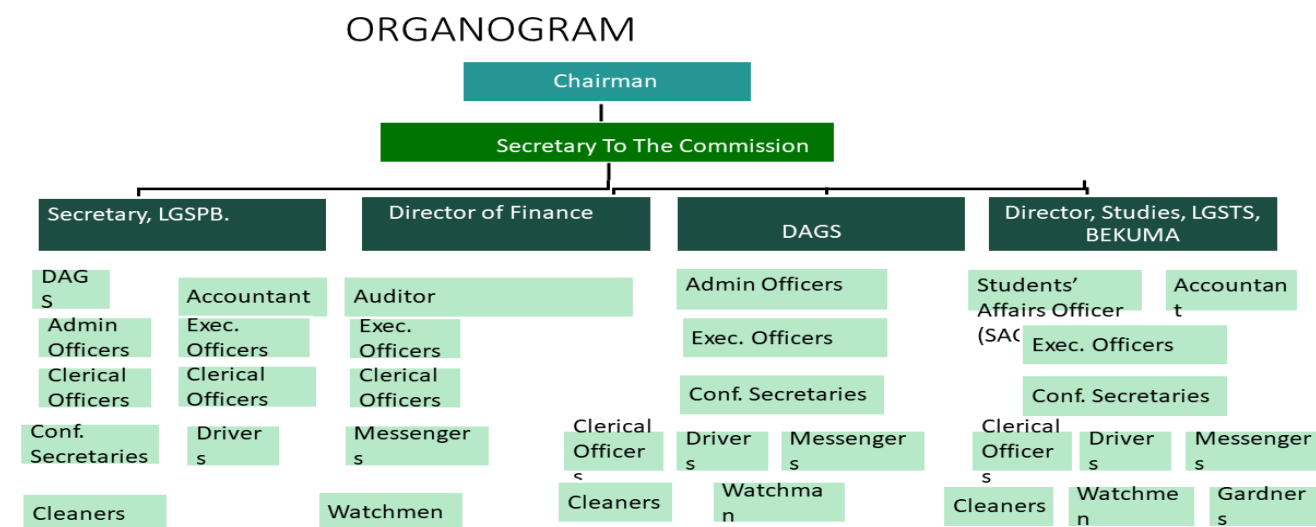 ORGANOGRAM
Chairman
Secretary To The Commission
Secretary, LGSPB.
Director of Finance
DAGS
Director, Studies, LGSTS,
BEKUMA
DAG
S
Accountant
Auditor
Admin Officers
Students’
Affairs Officer
(SAC
Accountan
t
Admin
Officers
Exec.
Officers
Exec.
Officers
Exec. Officers
Exec. Officers
Clerical
Officers
Clerical
Officers
Clerical
Officers
Conf. Secretaries
Conf. Secretaries
Conf.
Secretaries
Driver
s
Messenger
s
Clerical
Officer
s
Driver
s
Messenger
s
Clerical
Officer
s
Driver
s
Messenger
s
Cleaners
Watchmen
Cleaners
Watchma
n
Cleaners
Watchme
n
Gardner
s